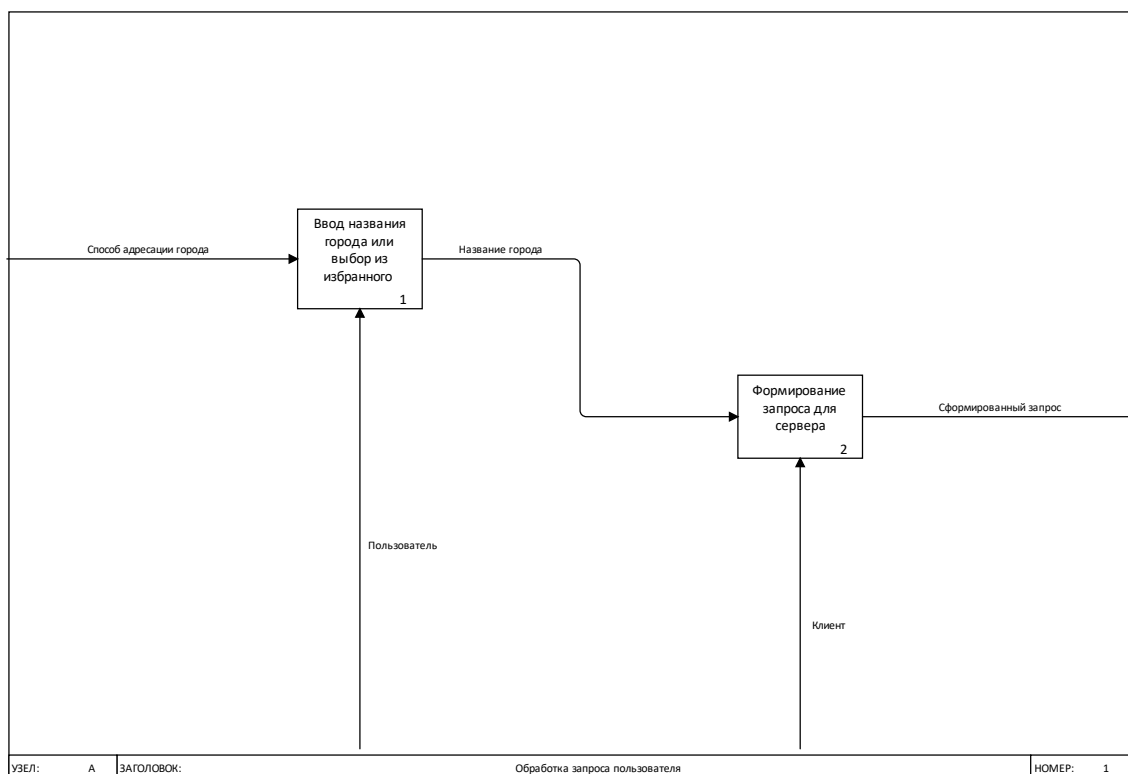 Ввод названия
города или
выбор из
избранного
1
Способ адресации города
Название города
Формирование
запроса для
сервера
2
Сформированный запрос
Пользователь
Клиент
УЗЕЛ: A ЗАГОЛОВОК: Обработка запроса пользователя НОМЕР: 1